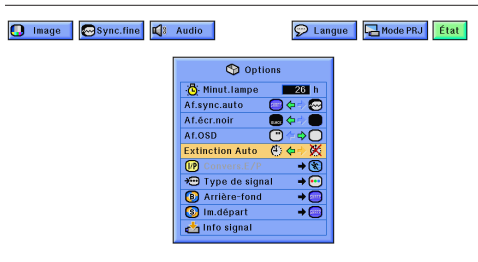 Image
Sync.fine
Audio
Langue
Mode PRJ
État
Options
Minut.lampe 26 h
Af.sync.auto
Af.écr.noir
Af.OSD
Extinction Auto
I/P
Type de signal
Arrière-fond
Im.départ
Info signal